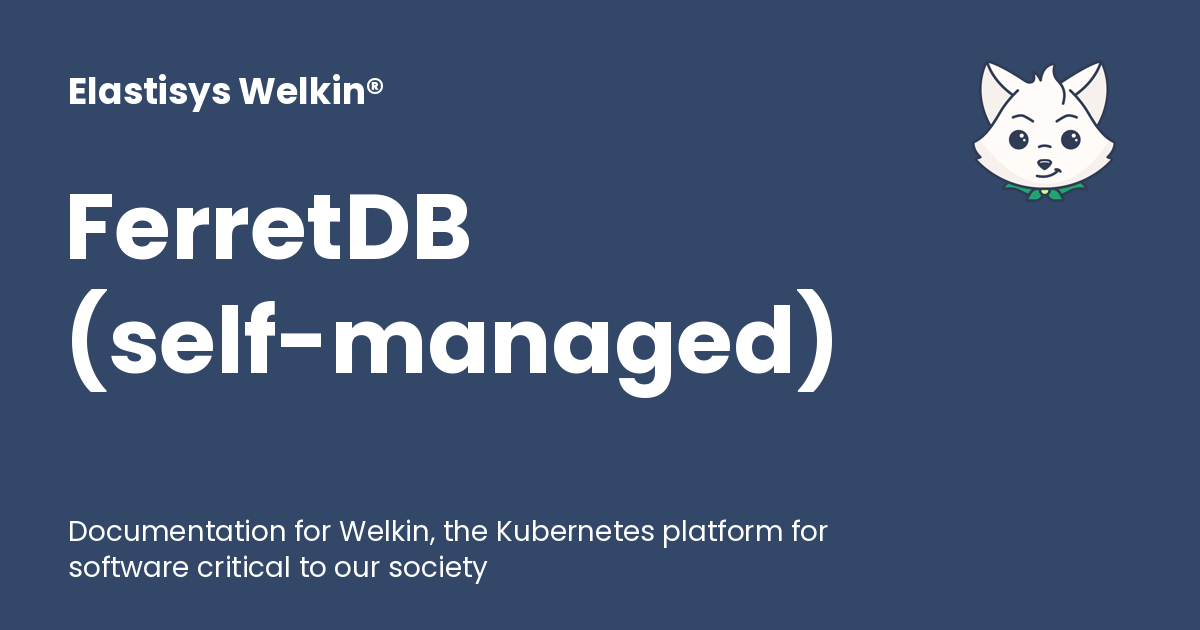 Elastisys Welkin®
FerretDB
(self-managed)
Documentation for Welkin, the Kubernetes platform for
software critical to our society